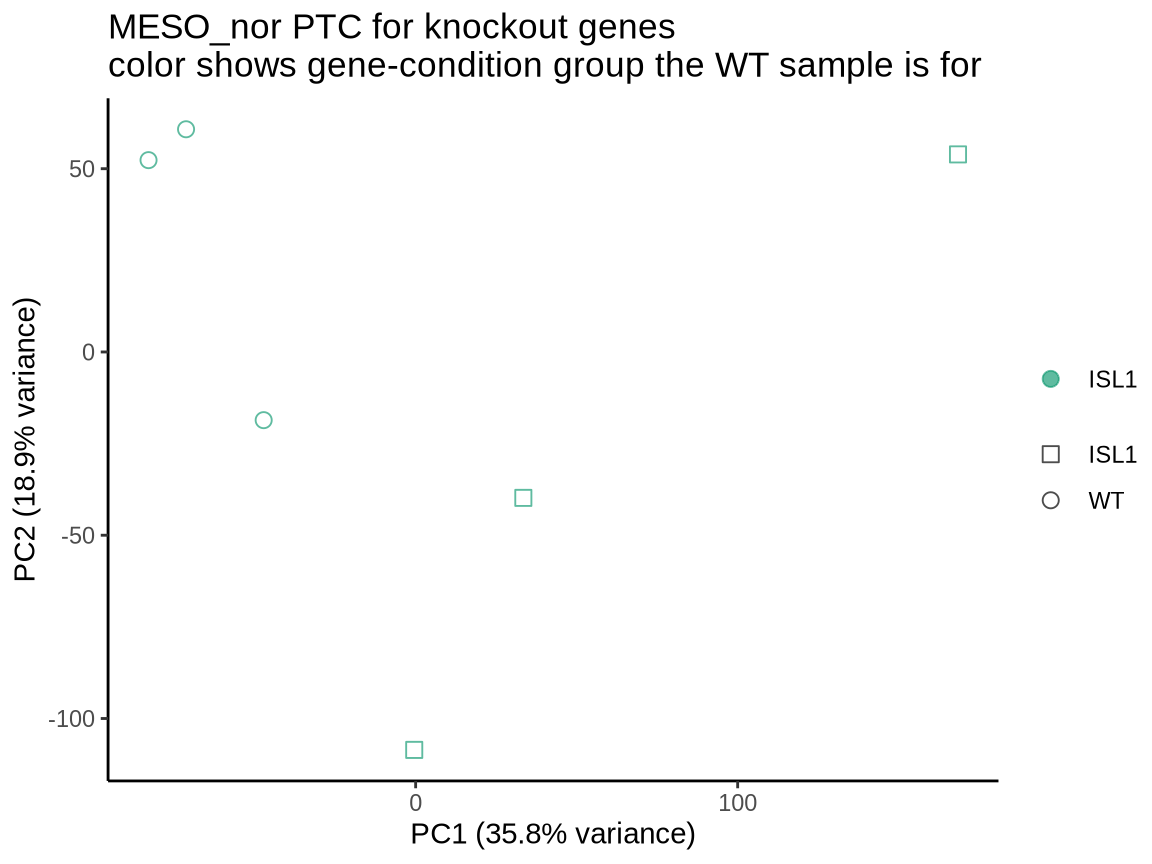 MESO_nor PTC for knockout genes
color shows gene-condition group the WT sample is for
50
0
-50
-100
PC2 (18.9% variance)
0
100
PC1 (35.8% variance)
ISL1
ISL1
WT